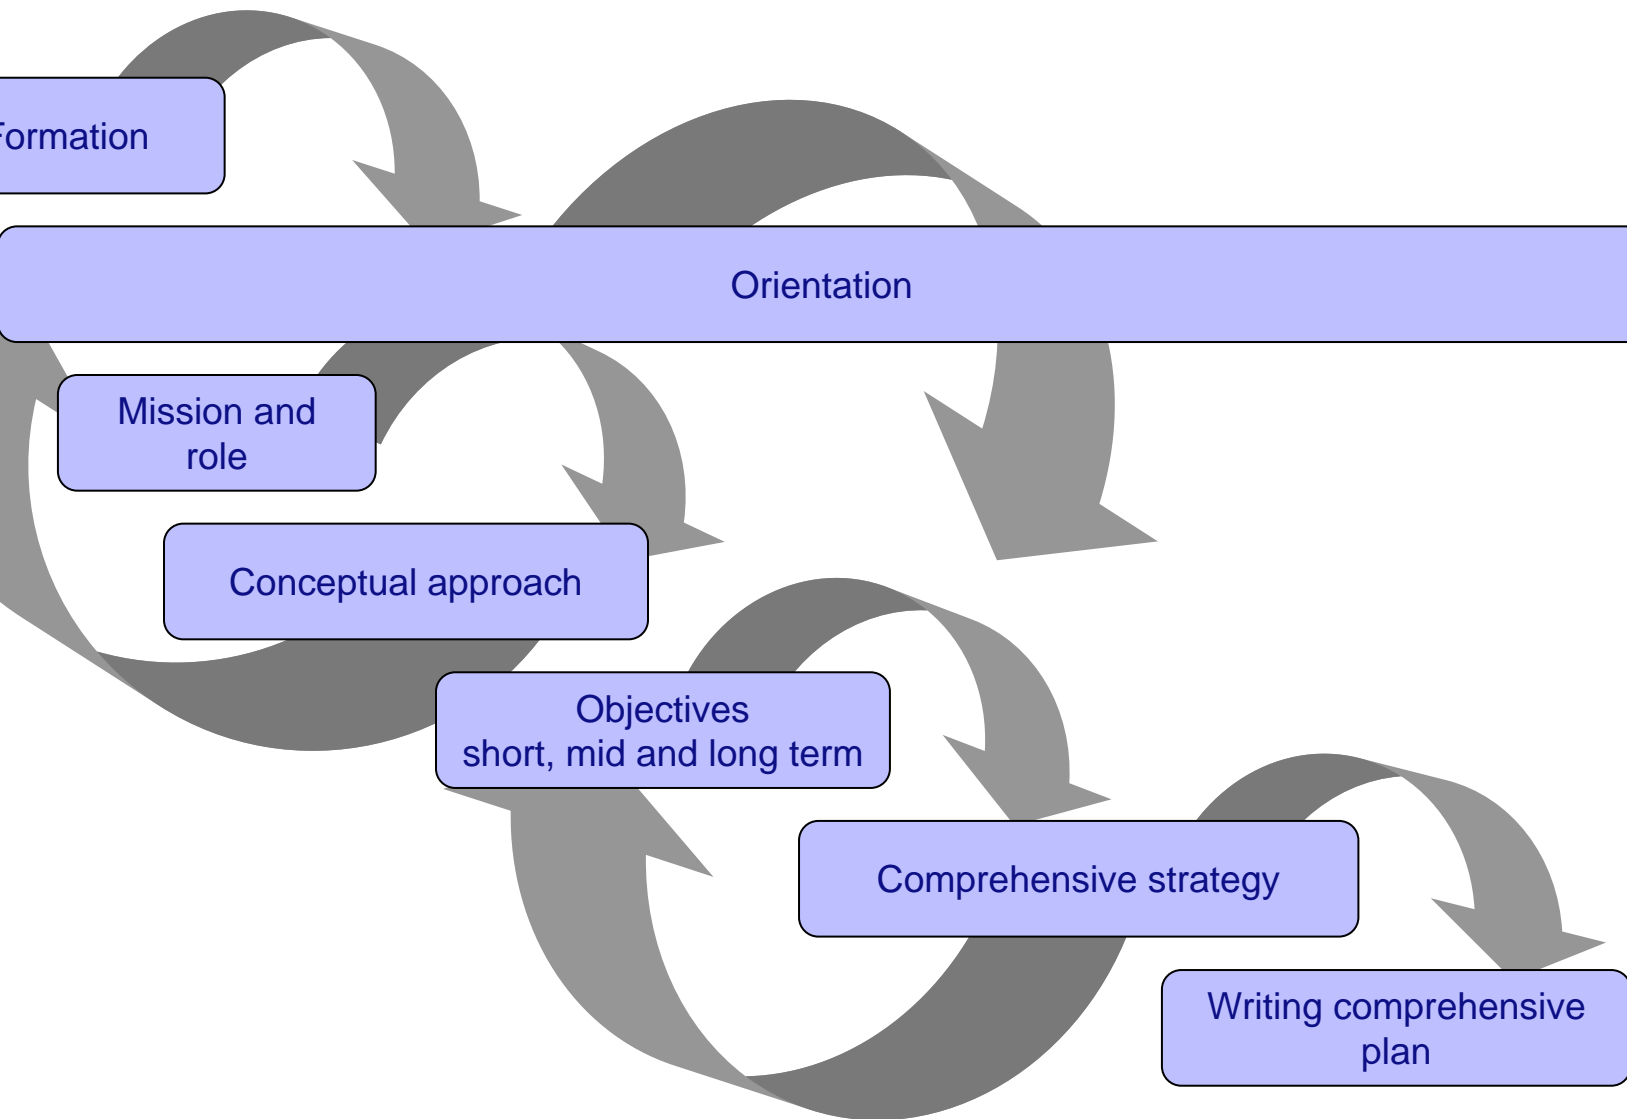 Formation
Orientation
Mission and
role
Conceptual approach
Objectives
short, mid and long term
Comprehensive strategy
Writing comprehensive
plan